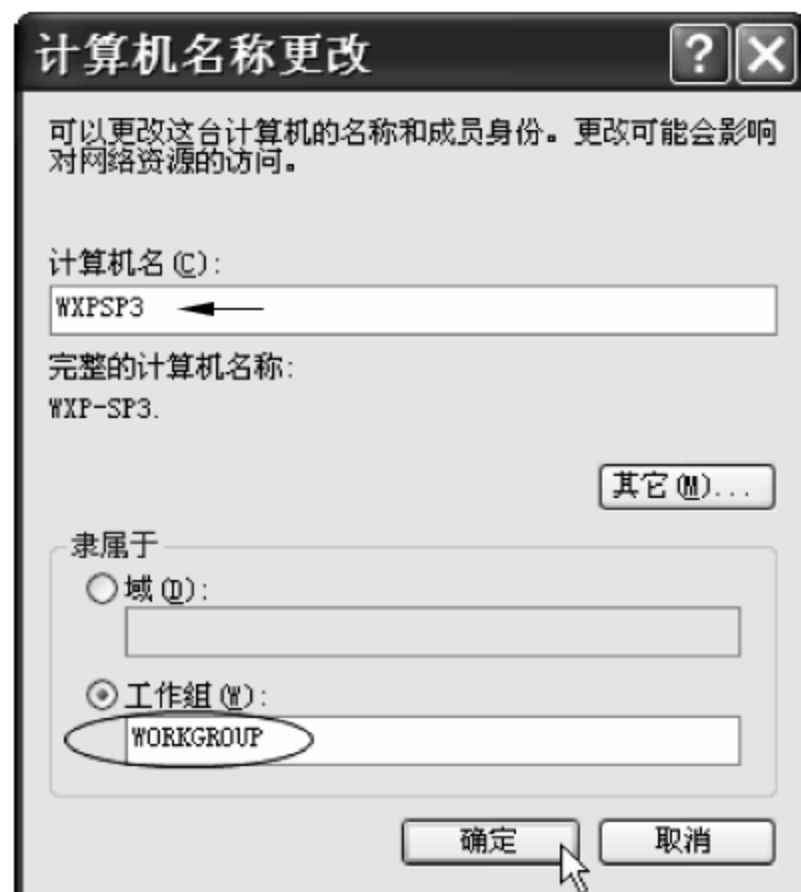 计算机名称更改
可以更改这台计算机的名称和成员身份。更改可能会影响
对网络资源的访问。
计算机名(C):
WXPSP3
完整的计算机名称:
WXP-SP3.
其它(M)...
隶属于
域(D):
工作组(W):
WORKGROUP
确定 取消